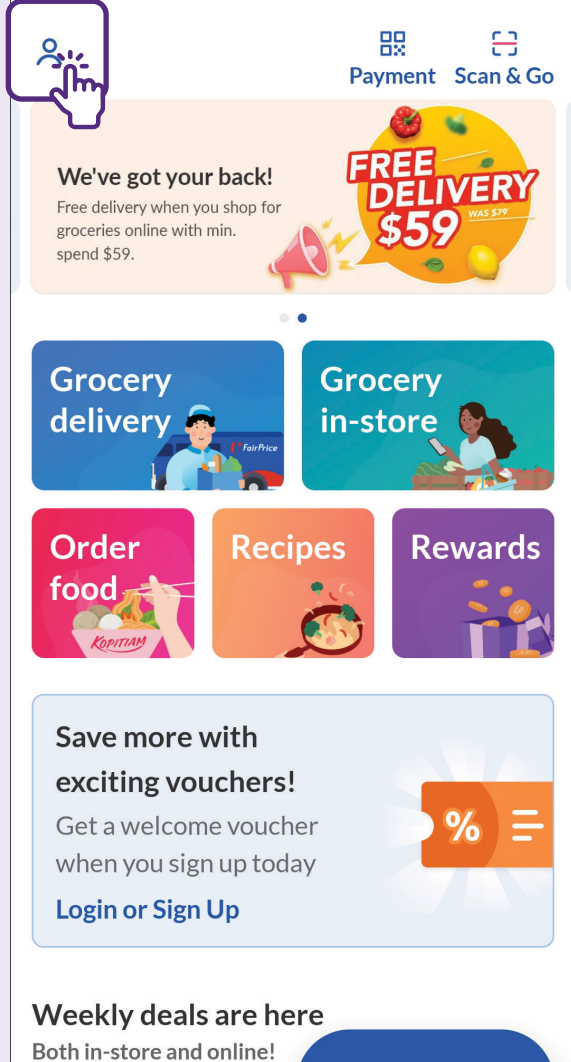 Payment Scan & Go
We've got your back!
Free delivery when you shop for
groceries online with min.
spend $59.
FREE
DELIVERY
$59
WAS $79
Grocery
delivery
FairPrice
Grocery
in-store
Order
food
KOPITIAM
Recipes
Rewards
Save more with
exciting vouchers!
Get a welcome voucher
when you sign up today
Login or Sign Up
%
Weekly deals are here
Both in-store and online!